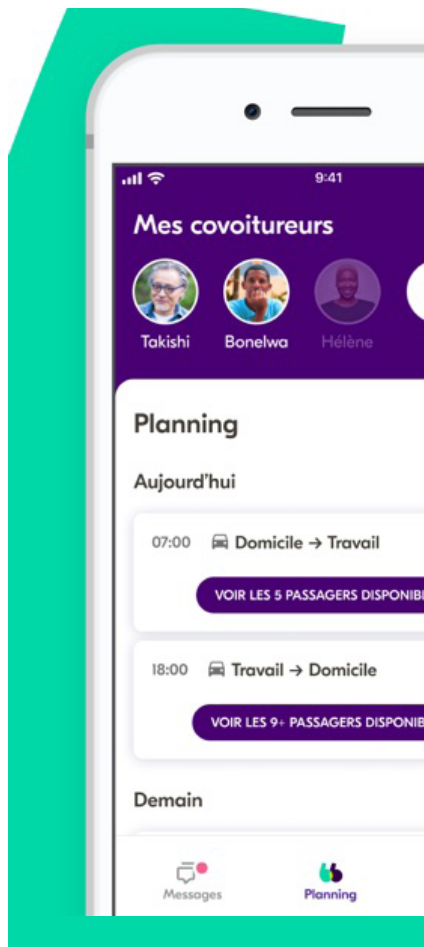 9:41
Mes covoitureurs
Takishi Bonelwa Hélène
Planning
Aujourd'hui
07:00 Domicile → Travail
VOIR LES 5 PASSAGERS DISPONIB
18:00 Travail → Domicile
VOIR LES 9+ PASSAGERS DISPONIB
Demain
Messages Planning